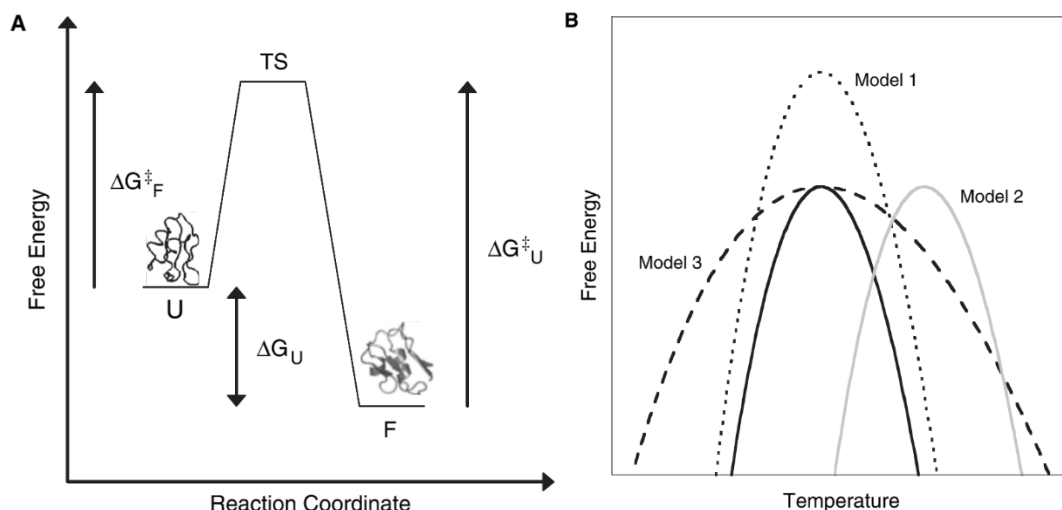 A
TS
ΔG‡F
Free Energy
U
ΔGU
ΔG‡U
F
Reaction Coordinate
B
Model 1
Model 2
Model 3
Free Energy
Temperature